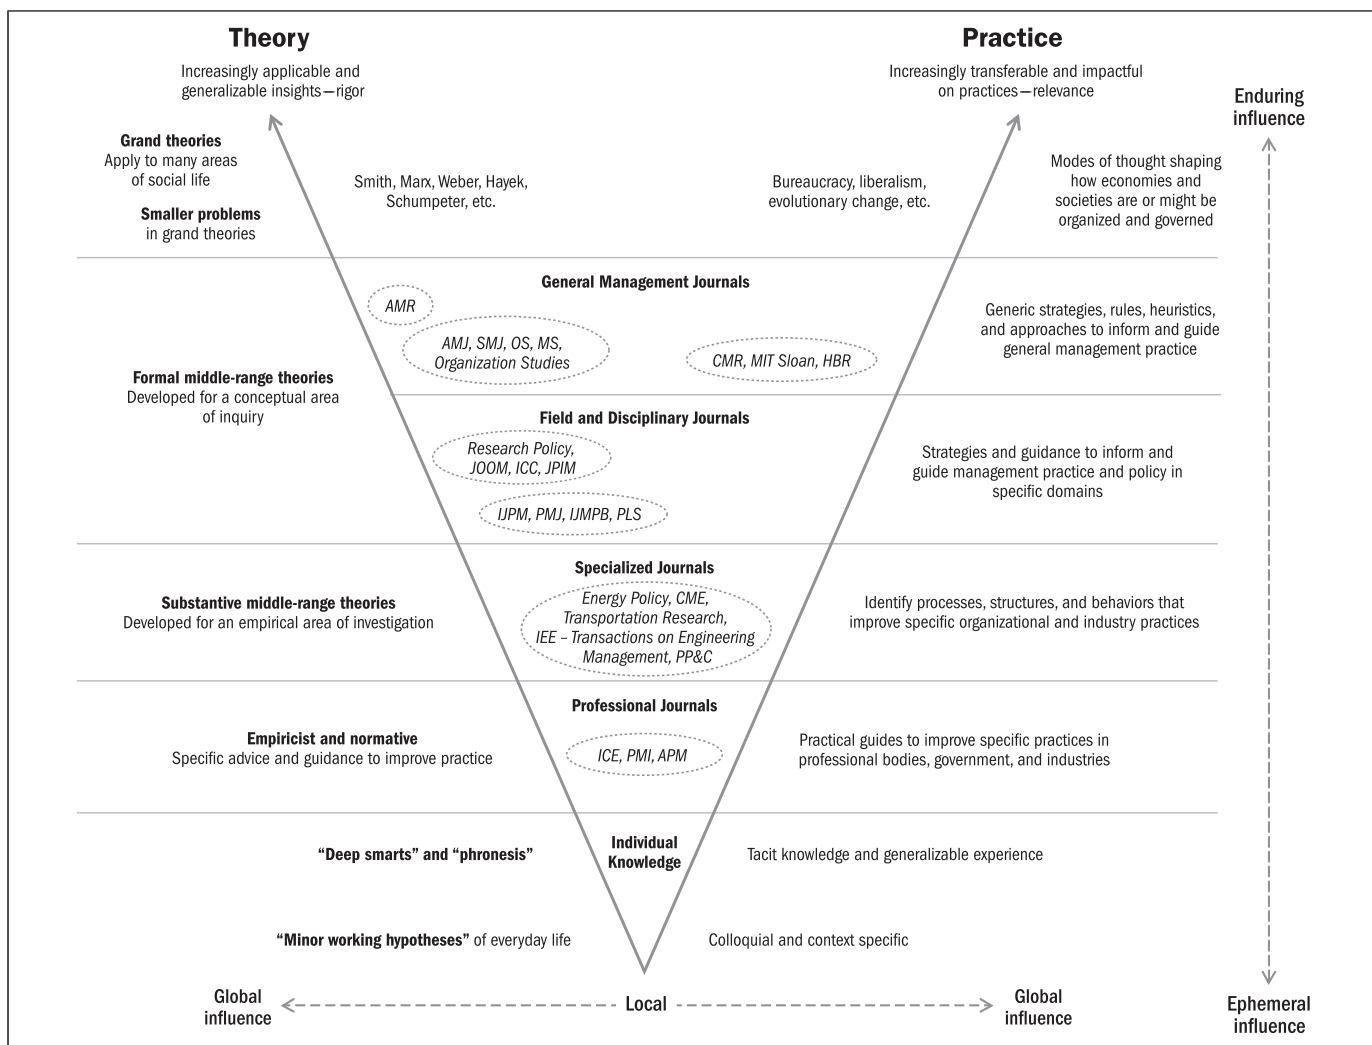 Theory
Increasingly applicable and
generalizable insights—rigor
Practice
Increasingly transferable and impactful
on practices—relevance
Enduring
influence
Grand theories
Apply to many areas
of social life
Smaller problems
in grand theories
Smith, Marx, Weber, Hayek,
Schumpeter, etc.
Bureaucracy, liberalism,
evolutionary change, etc.
Modes of thought shaping
how economies and
societies are or might be
organized and governed
General Management Journals
AMR
AMJ, SMJ, OS, MS,
Organization Studies
CMR, MIT Sloan, HBR
Generic strategies, rules, heuristics,
and approaches to inform and guide
general management practice
Formal middle-range theories
Developed for a conceptual area
of inquiry
Field and Disciplinary Journals
Research Policy,
JOOM, ICC, JPIM
IJPM, PMJ, IJMPB, PLS
Strategies and guidance to inform and
guide management practice and policy in
specific domains
Substantive middle-range theories
Developed for an empirical area of investigation
Specialized Journals
Energy Policy, CME,
Transportation Research,
IEE – Transactions on Engineering
Management, PP&C
Identify processes, structures, and behaviors that
improve specific organizational and industry practices
Empiricist and normative
Specific advice and guidance to improve practice
Professional Journals
ICE, PMI, APM
Practical guides to improve specific practices in
professional bodies, government, and industries
“Deep smarts” and “phronesis”
Individual
Knowledge
Tacit knowledge and generalizable experience
“Minor working hypotheses” of everyday life
Colloquial and context specific
Global
influence
Local
Global
influence
Ephemeral
influence